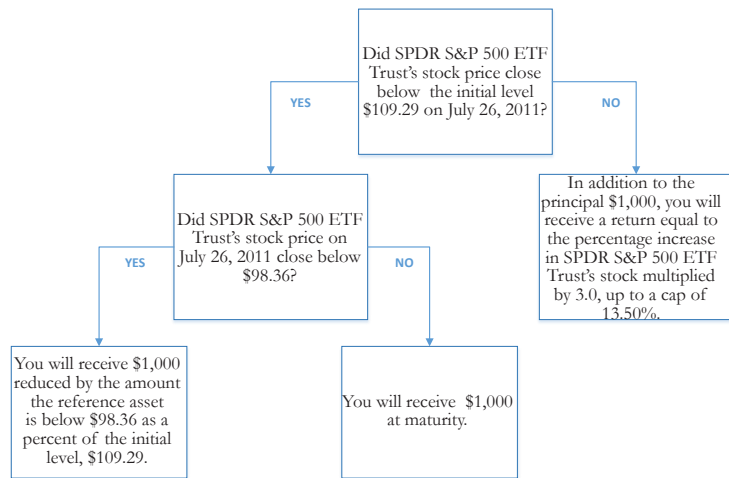 Did SPDR S&P 500 ETF
Trust's stock price close
below the initial level
$109.29 on July 26, 2011?
YES
NO
Did SPDR S&P 500 ETF
Trust's stock price on
July 26, 2011 close below
$98.36?
In addition to the
principal $1,000, you will
receive a return equal to
the percentage increase
in SPDR S&P 500 ETF
Trust's stock multiplied
by 3.0, up to a cap of
13.50%.
YES
NO
You will receive $1,000
reduced by the amount
the reference asset
is below $98.36 as a
percent of the initial
level, $109.29.
You will receive $1,000
at maturity.